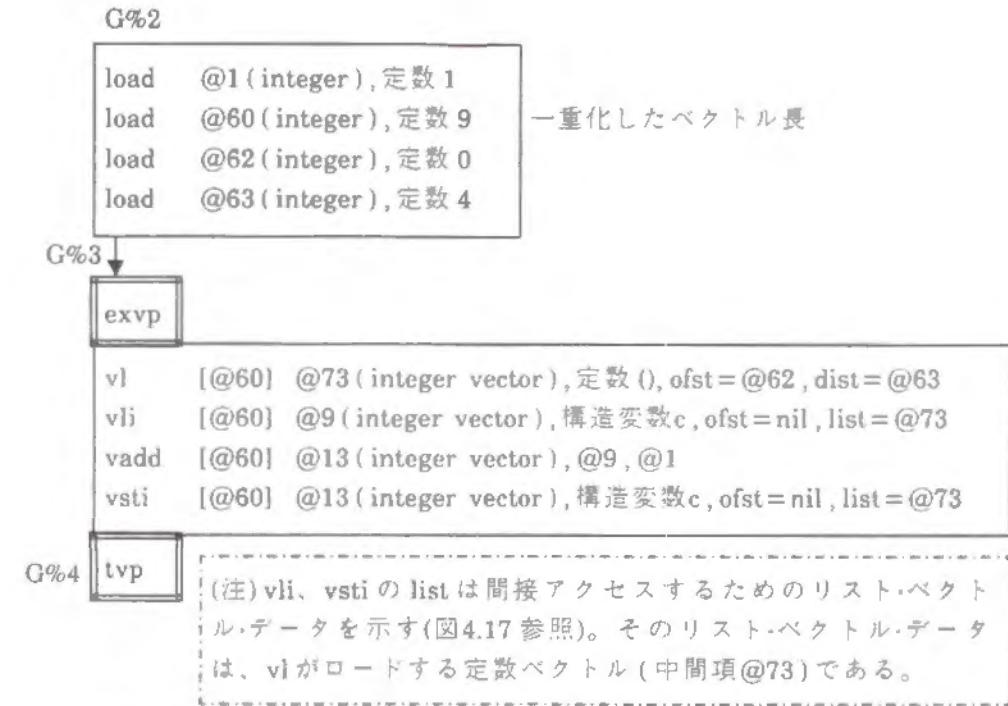 G%2
load @1 ( integer ) , 定数 1
load @60 ( integer ) , 定数 9 一重化したベクトル長
load @62 ( integer ) , 定数 0
load @63 ( integer ) , 定数 4
G%3
exvp
vl [@60] @73 ( integer vector ) , 定数 () , ofst = @62 , dist = @63
vli [@60] @9 ( integer vector ) , 構造変数c , ofst = nil , list = @73
vadd [@60] @13 ( integer vector ) , @9 , @1
vsti [@60] @13 ( integer vector ) , 構造変数c , ofst = nil , list = @73
G%4 tvp
(注) vli、vsti の list は間接アクセスするためのリスト・ベクト
ル・データを示す(図4.17 参照)。そのリスト・ベクトル・データ
は、vl がロードする定数ベクトル ( 中間項@73 ) である。